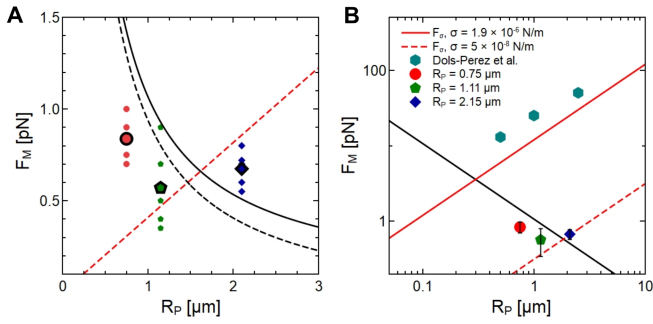 A
F_M [pN]
1.5
1.0
0.5
0
1
2
3
R_P [µm]
B
F_σ, σ = 1.9 × 10⁻⁶ N/m
F_σ, σ = 5 × 10⁻⁸ N/m
Dols-Perez et al.
R_P = 0.75 µm
R_P = 1.11 µm
R_P = 2.15 µm
F_M [pN]
100
1
0.1
1
10
R_P [µm]